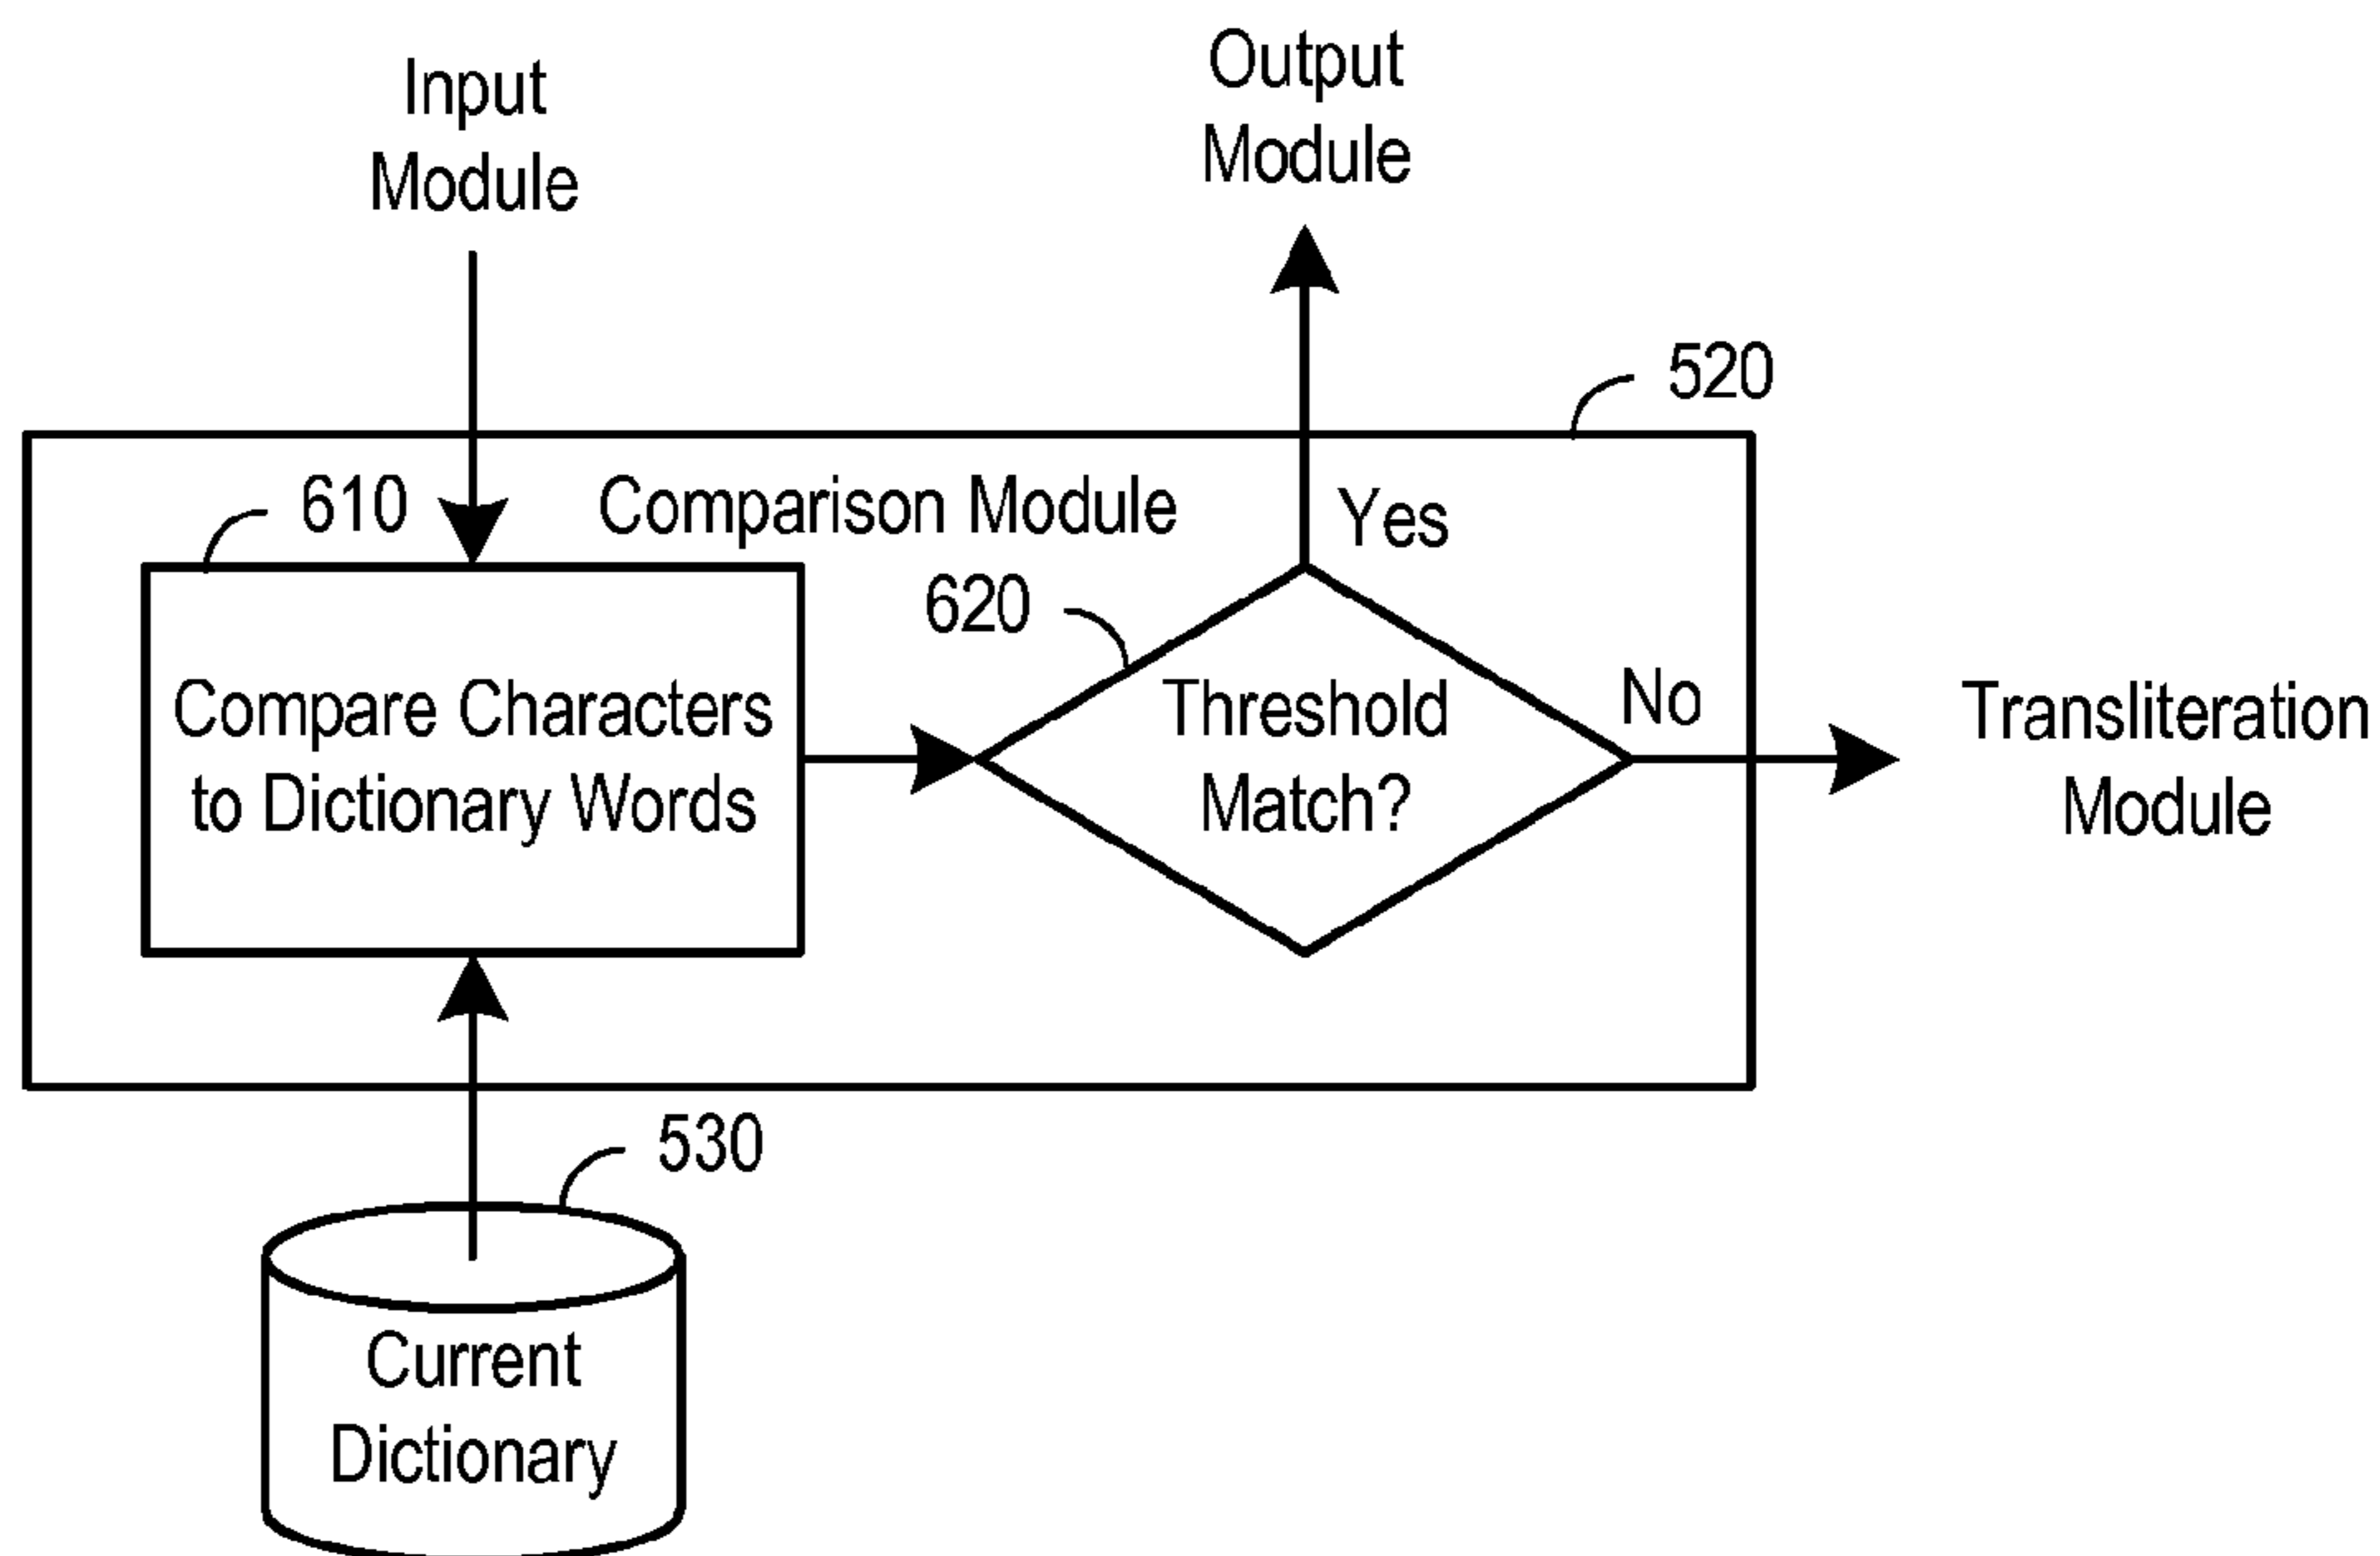 Input
Module
Output
Module
520
610
Comparison Module
Yes
620
Compare Characters
to Dictionary Words
Threshold
Match?
No
Transliteration
Module
530
Current
Dictionary